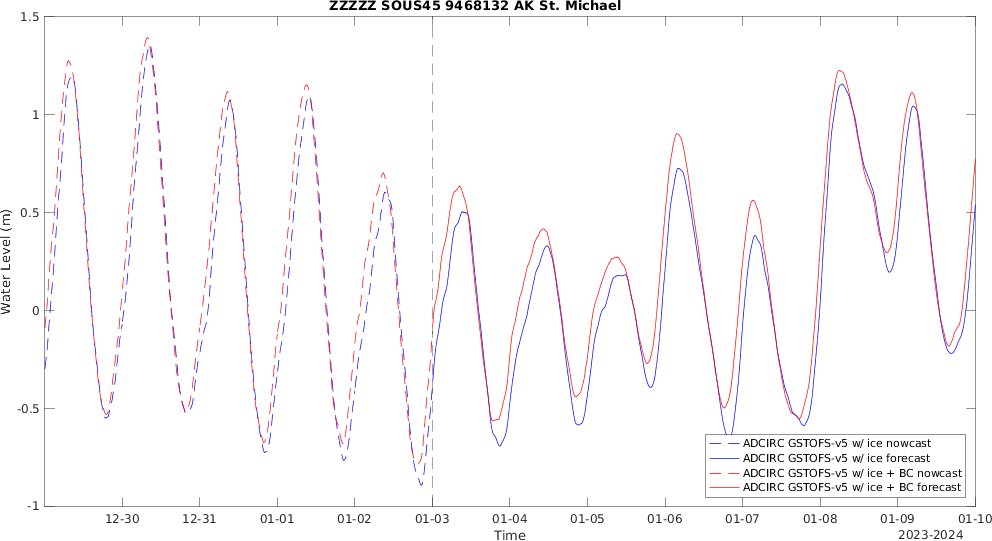 ZZZZZ SOUS45 9468132 AK St. Michael
Water Level (m)
1.5
1
0.5
0
-0.5
-1
12-30
12-31
01-01
01-02
01-03
01-04
01-05
01-06
01-07
01-08
01-09
01-10
Time
2023-2024
ADCIRC GSTOFS-v5 w/ ice nowcast
ADCIRC GSTOFS-v5 w/ ice forecast
ADCIRC GSTOFS-v5 w/ ice + BC nowcast
ADCIRC GSTOFS-v5 w/ ice + BC forecast